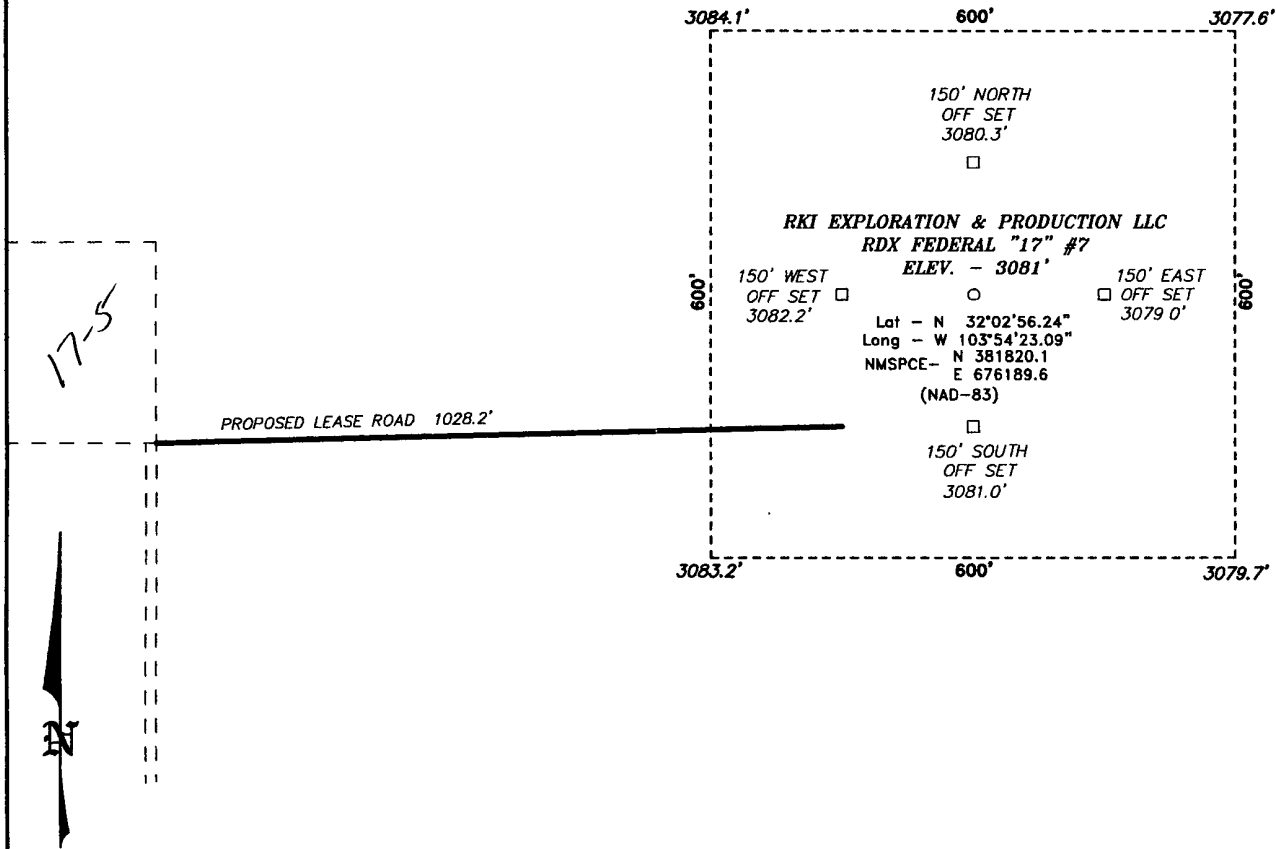 3084.1' 600' 3077.6'
150' NORTH
OFF SET
3080.3'
RKI EXPLORATION & PRODUCTION LLC
RDX FEDERAL "17" #7
ELEV. - 3081'
150' WEST
OFF SET
3082.2'
150' EAST
OFF SET
3079 0'
600'
600'
Lat - N 32°02'56.24"
Long - W 103°54'23.09"
NMSPCE- N 381820.1
E 676189.6
(NAD-83)
17-5
PROPOSED LEASE ROAD 1028.2'
150' SOUTH
OFF SET
3081.0'
3083.2' 600' 3079.7'
N